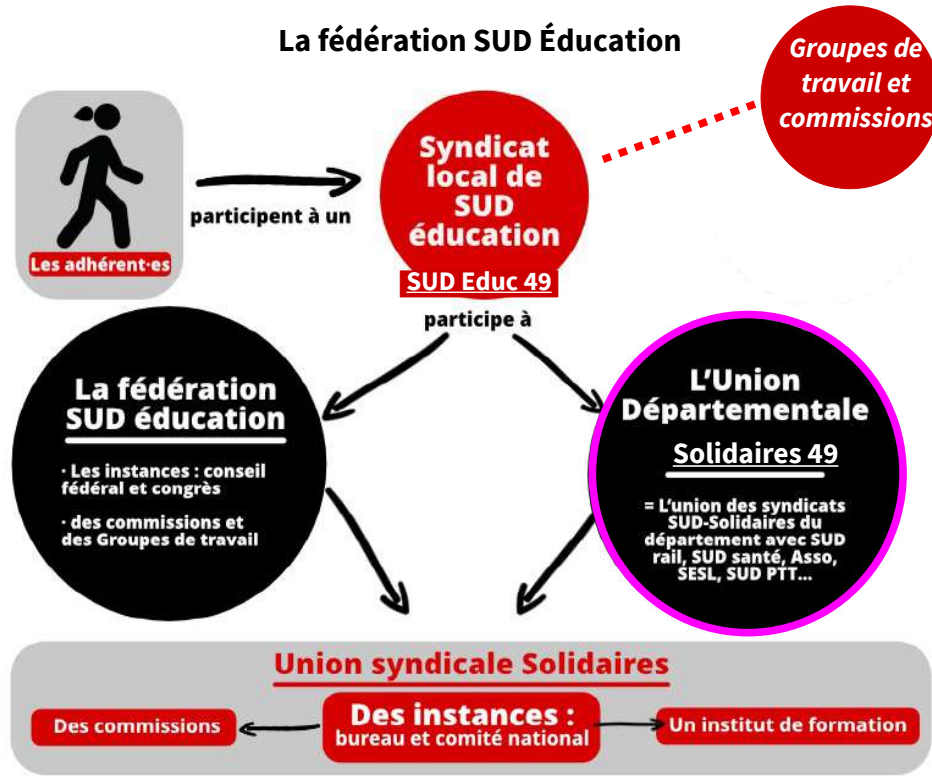 La fédération SUD Éducation
Groupes de
travail et
commissions
Syndicat
local de
SUD
éducation
SUD Educ 49
participent à un
Les adhérent·es
participe à
La fédération
SUD éducation
· Les instances : conseil
fédéral et congrès
· des commissions et
des Groupes de travail
L'Union
Départementale
Solidaires 49
= L'union des syndicats
SUD-Solidaires du
département avec SUD
rail, SUD santé, Asso,
SESL, SUD PTT...
Union syndicale Solidaires
Des commissions
Des instances :
bureau et comité national
Un institut de formation